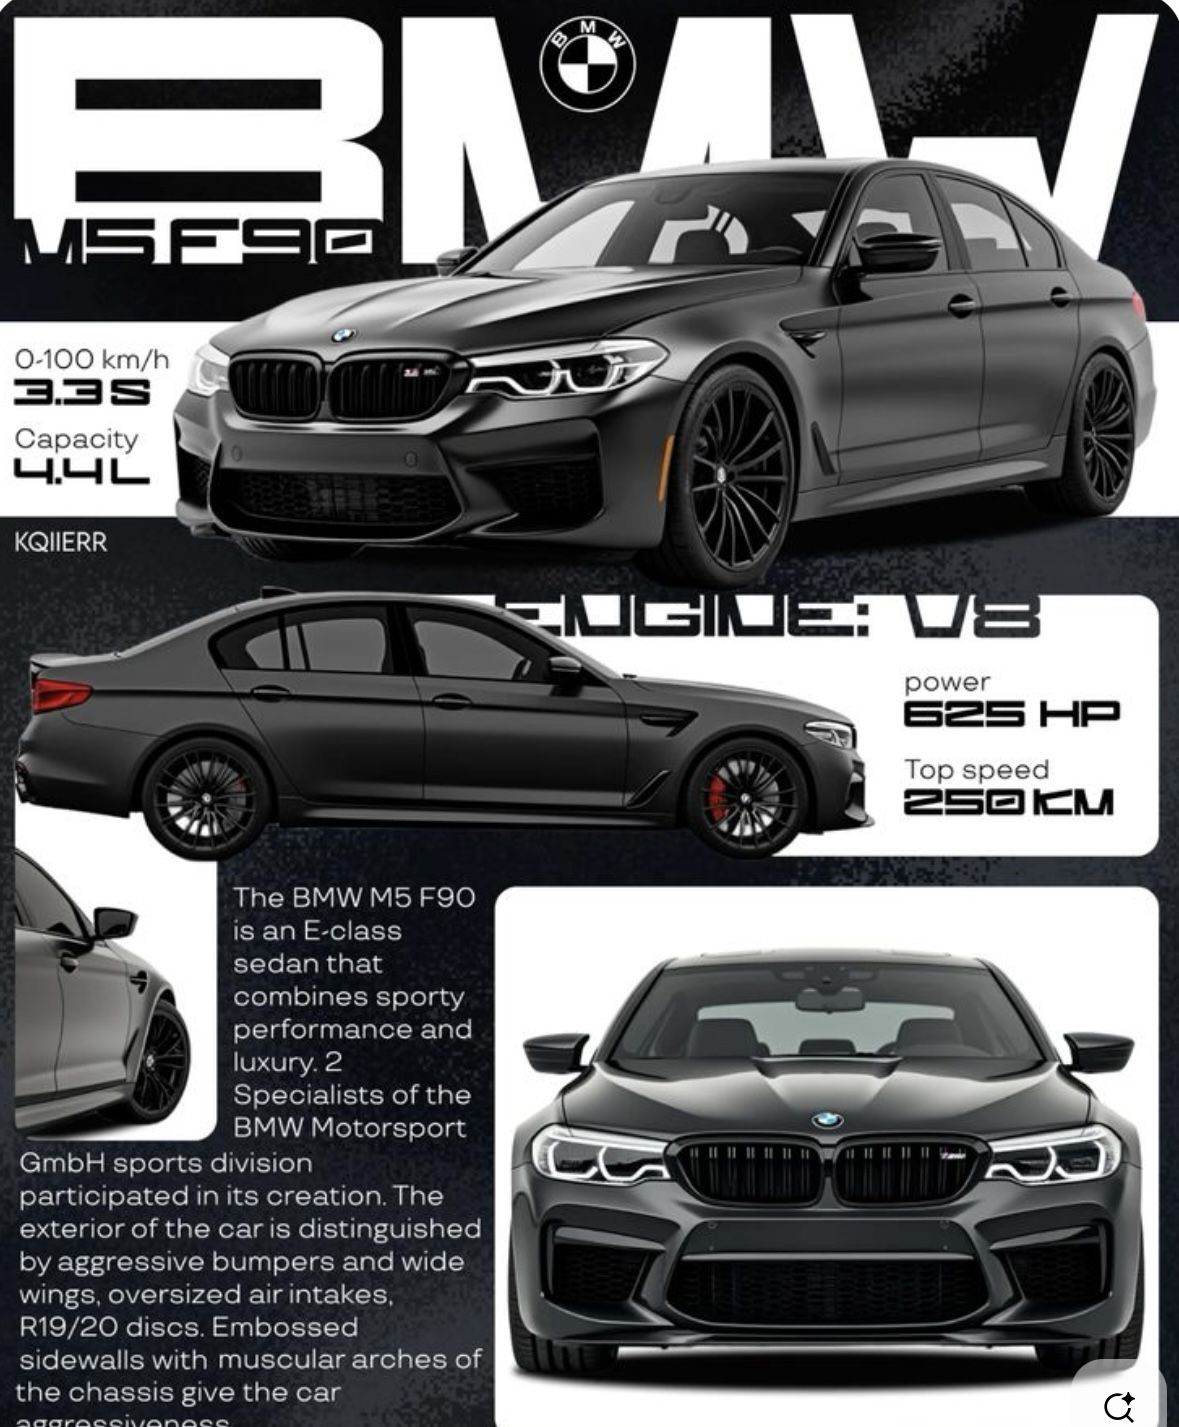 BMW
BMW
M5 F90
0-100 km/h
3.3 S
Capacity
4.4 L
KQIIERR
ENGINE: V8
power
625 HP
Top speed
250 KM
The BMW M5 F90
is an E-class
sedan that
combines sporty
performance and
luxury. 2
Specialists of the
BMW Motorsport
GmbH sports division
participated in its creation. The
exterior of the car is distinguished
by aggressive bumpers and wide
wings, oversized air intakes,
R19/20 discs. Embossed
sidewalls with muscular arches of
the chassis give the car
aggressiveness